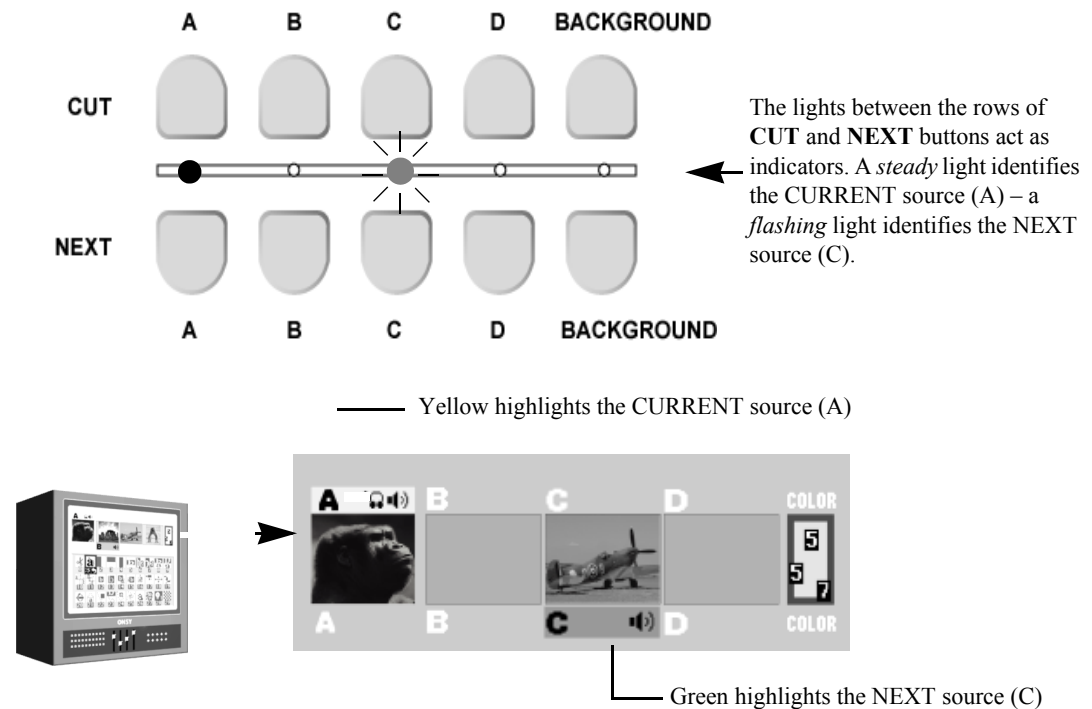 A B C D BACKGROUND
CUT
The lights between the rows of
CUT and NEXT buttons act as
indicators. A steady light identifies
the CURRENT source (A) – a
flashing light identifies the NEXT
source (C).
NEXT
A B C D BACKGROUND
Yellow highlights the CURRENT source (A)
A B C D COLOR
5
5
7
A B C D COLOR
Green highlights the NEXT source (C)